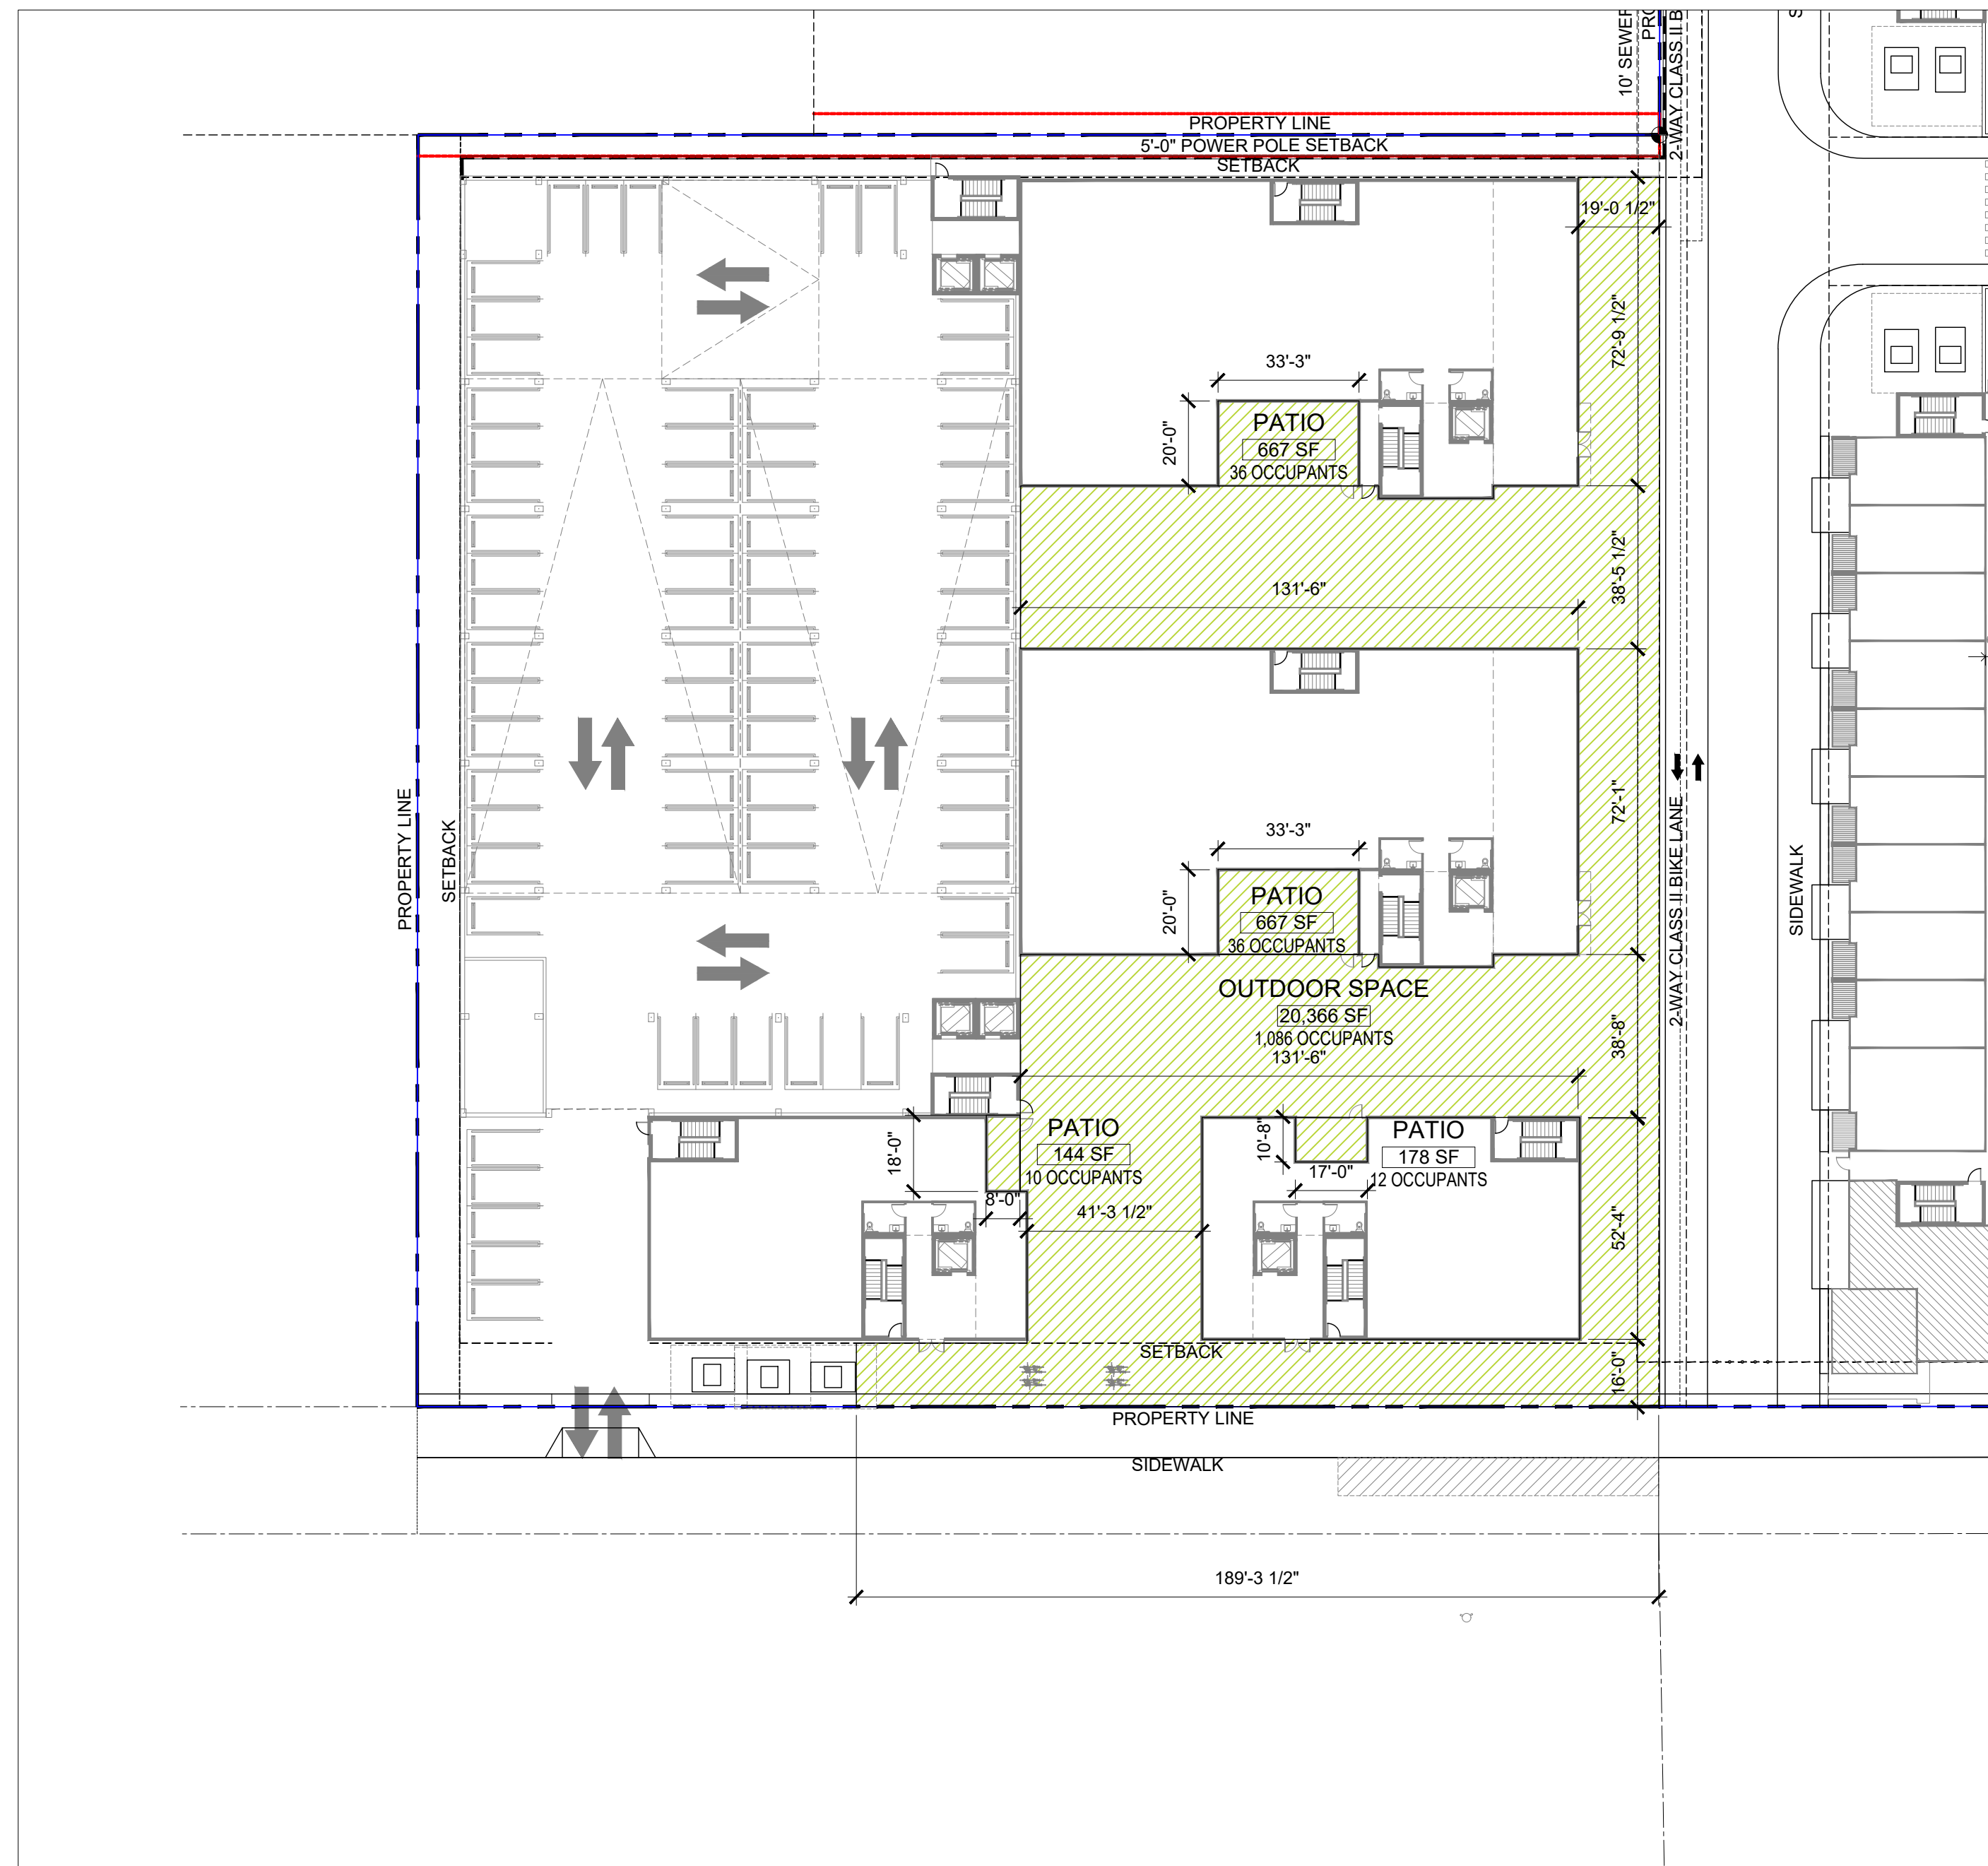 10' SEWER
PRO
2-WAY CLASS II B
S
PROPERTY LINE
5'-0" POWER POLE SETBACK
SETBACK
19'-0 1/2"
72'-9 1/2"
33'-3"
20'-0"
PATIO
667 SF
36 OCCUPANTS
38'-5 1/2"
131'-6"
72'-1"
33'-3"
20'-0"
PATIO
667 SF
36 OCCUPANTS
PROPERTY LINE
SETBACK
2-WAY CLASS II BIKE LANE
SIDEWALK
OUTDOOR SPACE
20,366 SF
1,086 OCCUPANTS
131'-6"
38'-8"
18'-0"
PATIO
144 SF
10 OCCUPANTS
8'-0"
41'-3 1/2"
10'-8"
17'-0"
PATIO
178 SF
12 OCCUPANTS
52'-4"
SETBACK
16'-0"
PROPERTY LINE
SIDEWALK
189'-3 1/2"